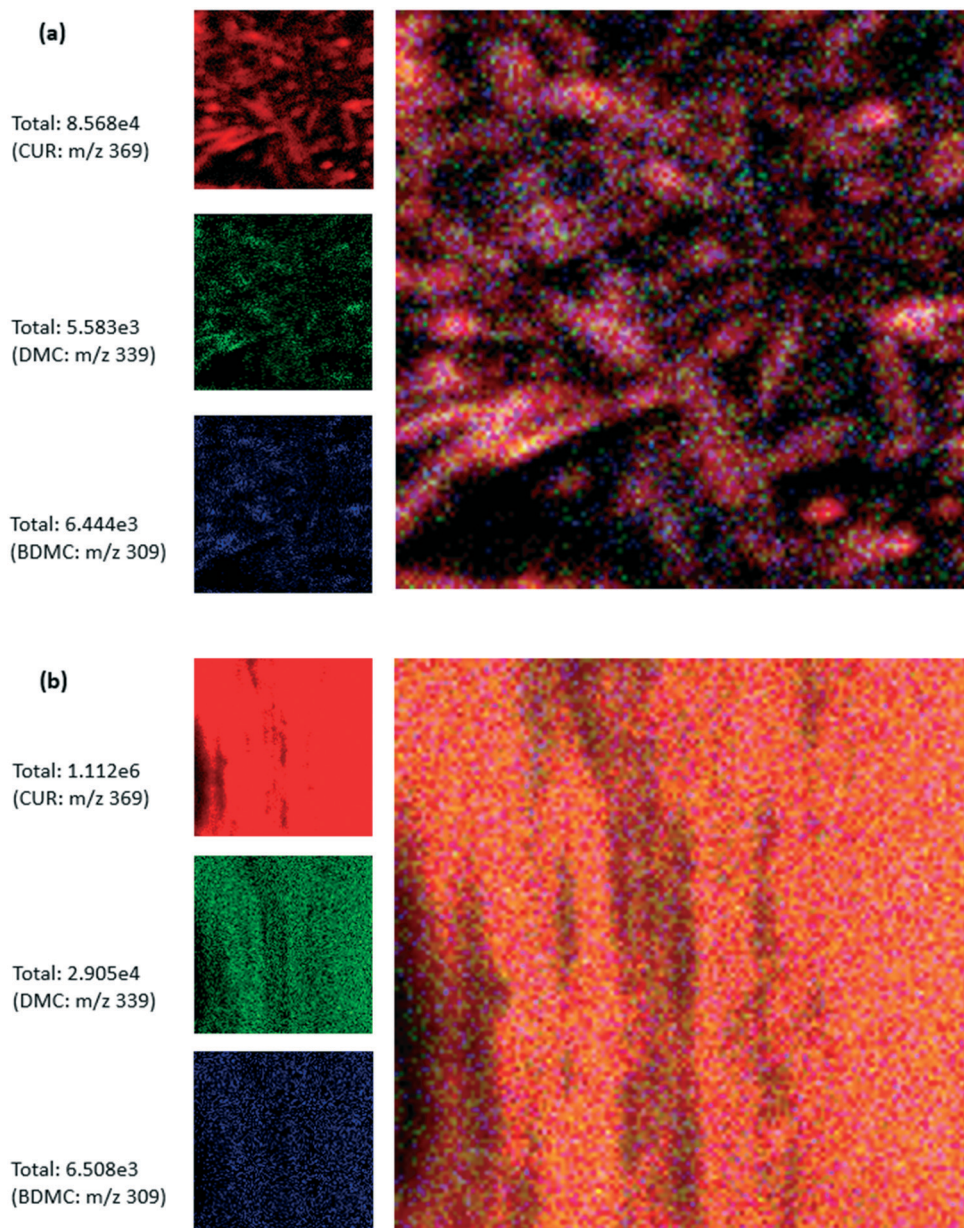 (a)
Total: 8.568e4
(CUR: m/z 369)
Total: 5.583e3
(DMC: m/z 339)
Total: 6.444e3
(BDMC: m/z 309)
(b)
Total: 1.112e6
(CUR: m/z 369)
Total: 2.905e4
(DMC: m/z 339)
Total: 6.508e3
(BDMC: m/z 309)